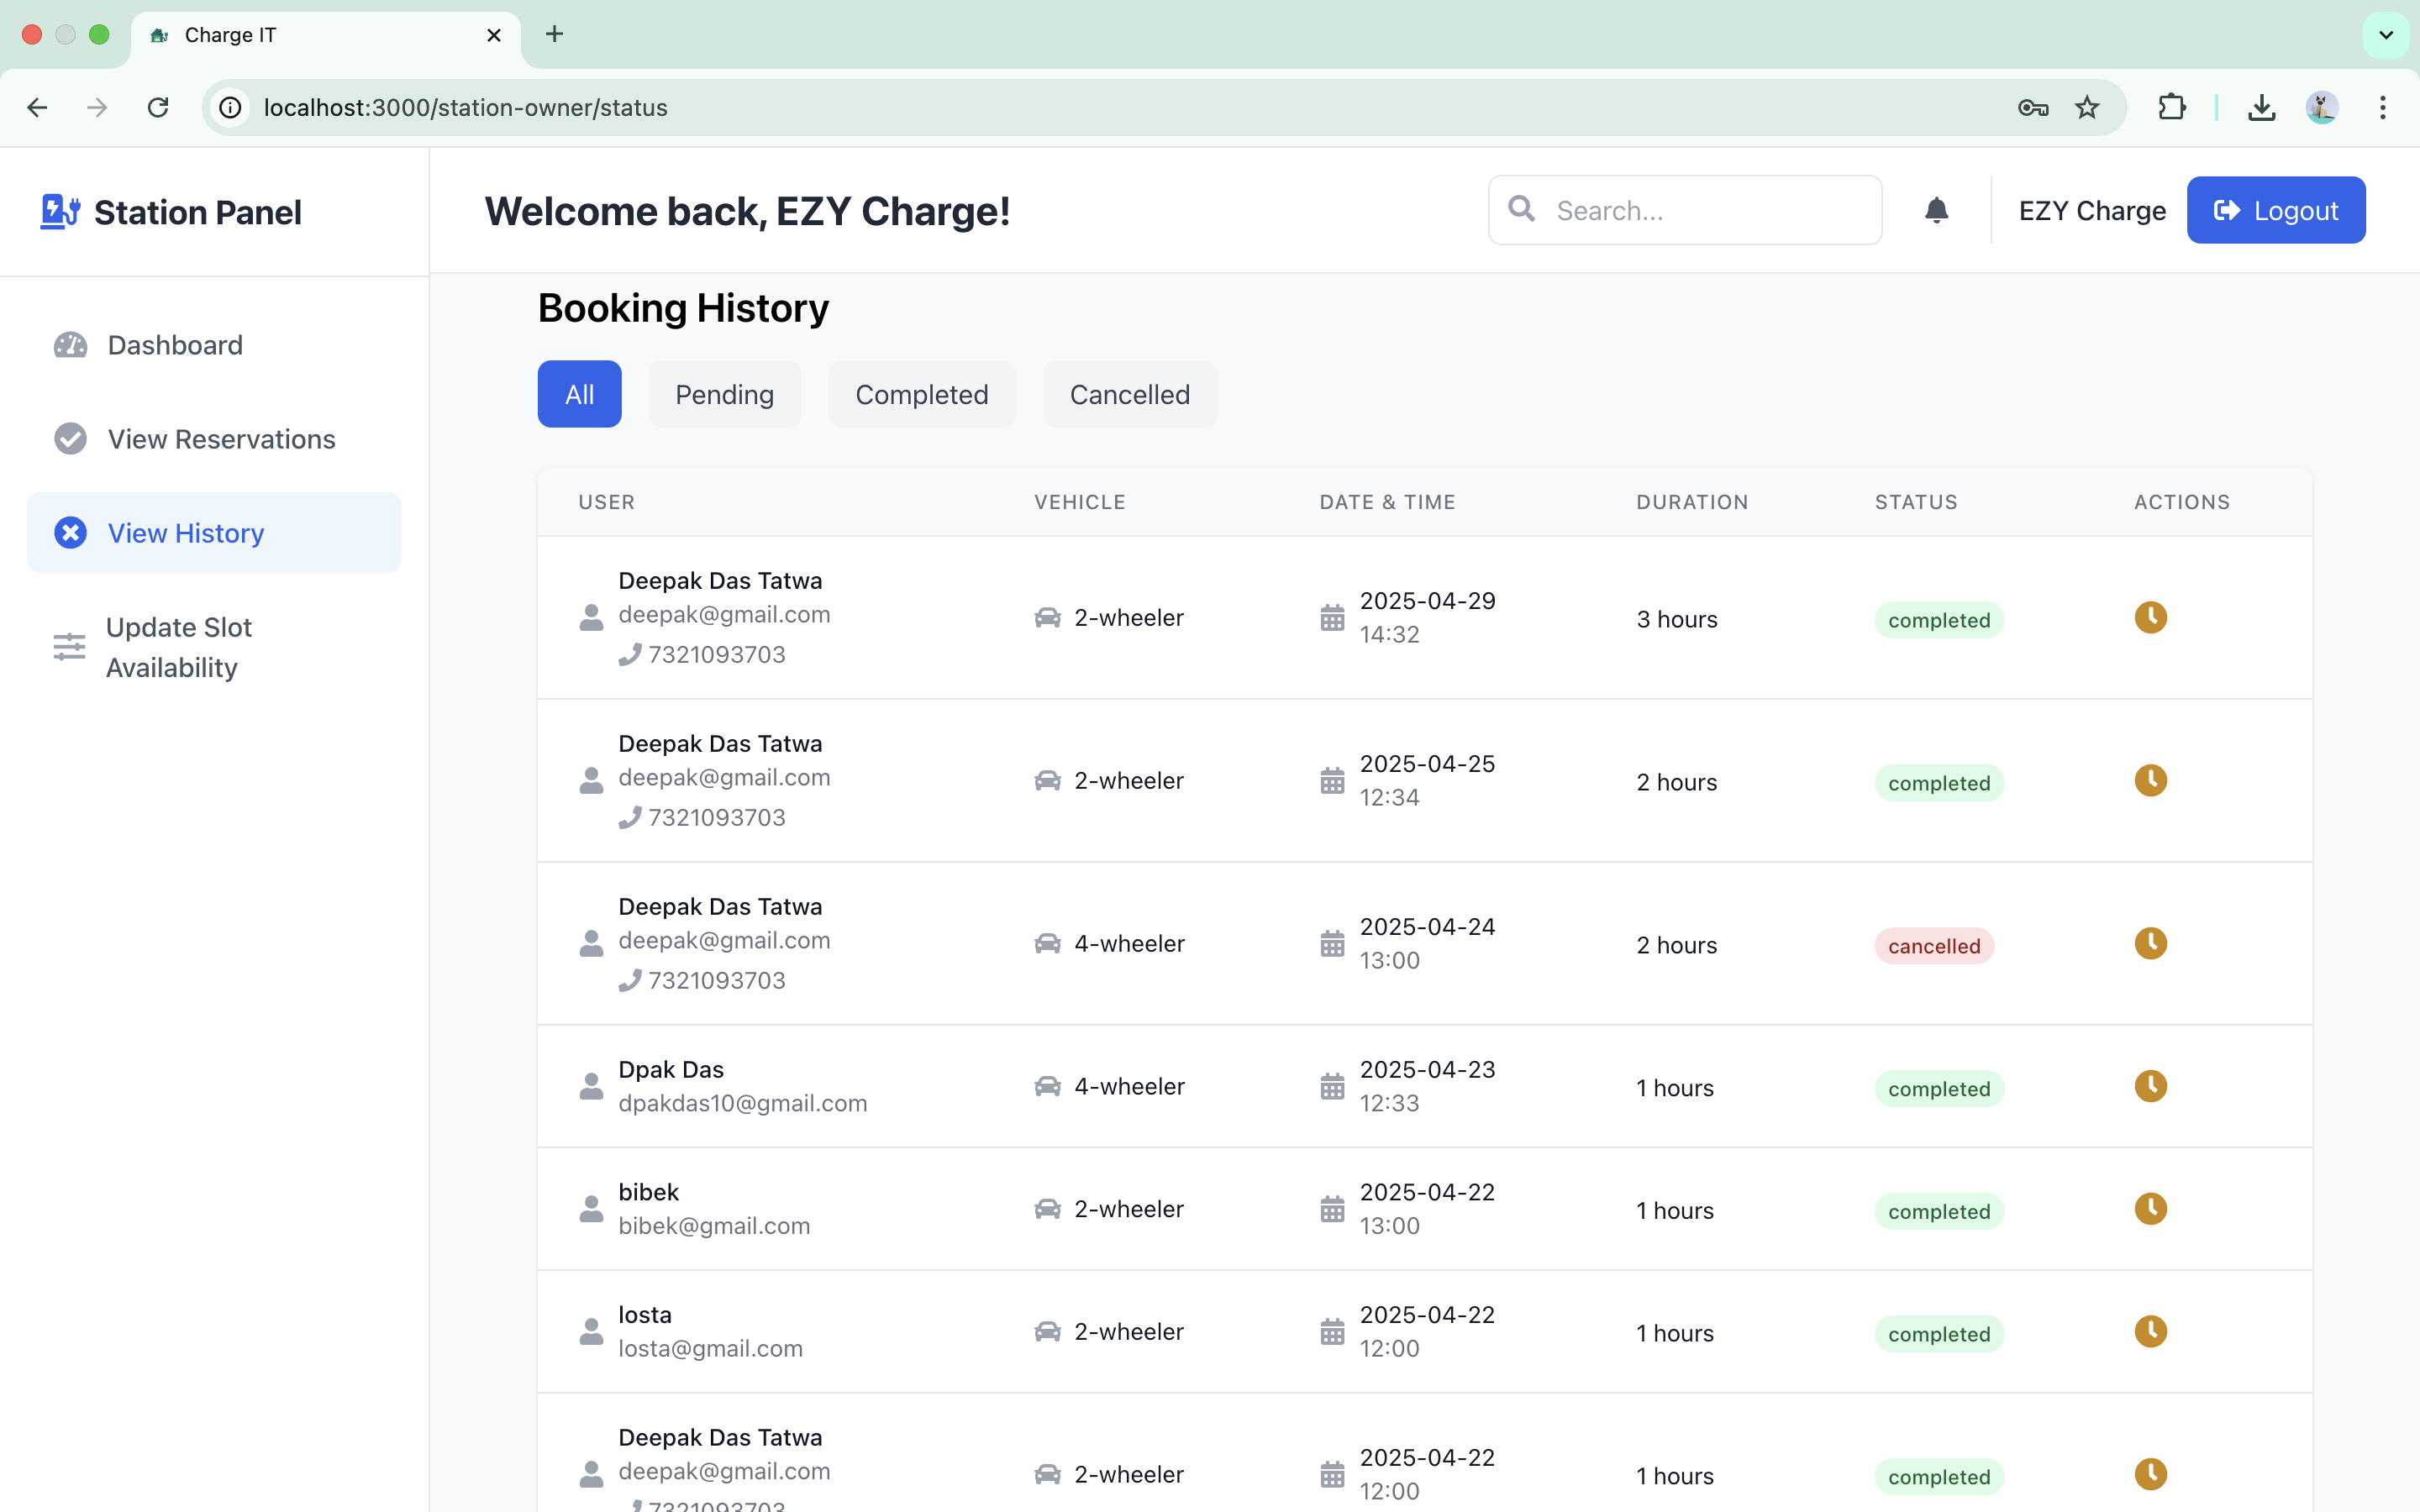 Charge IT
localhost:3000/station-owner/status
Station Panel
Welcome back, EZY Charge!
Search...
EZY Charge
Logout
Dashboard
View Reservations
View History
Update Slot
Availability
Booking History
All
Pending
Completed
Cancelled
USER VEHICLE DATE & TIME DURATION STATUS ACTIONS
Deepak Das Tatwa
deepak@gmail.com
7321093703
2-wheeler
2025-04-29
14:32
3 hours
completed
Deepak Das Tatwa
deepak@gmail.com
7321093703
2-wheeler
2025-04-25
12:34
2 hours
completed
Deepak Das Tatwa
deepak@gmail.com
7321093703
4-wheeler
2025-04-24
13:00
2 hours
cancelled
Dpak Das
dpakdas10@gmail.com
4-wheeler
2025-04-23
12:33
1 hours
completed
bibek
bibek@gmail.com
2-wheeler
2025-04-22
13:00
1 hours
completed
losta
losta@gmail.com
2-wheeler
2025-04-22
12:00
1 hours
completed
Deepak Das Tatwa
deepak@gmail.com
7321093703
2-wheeler
2025-04-22
12:00
1 hours
completed